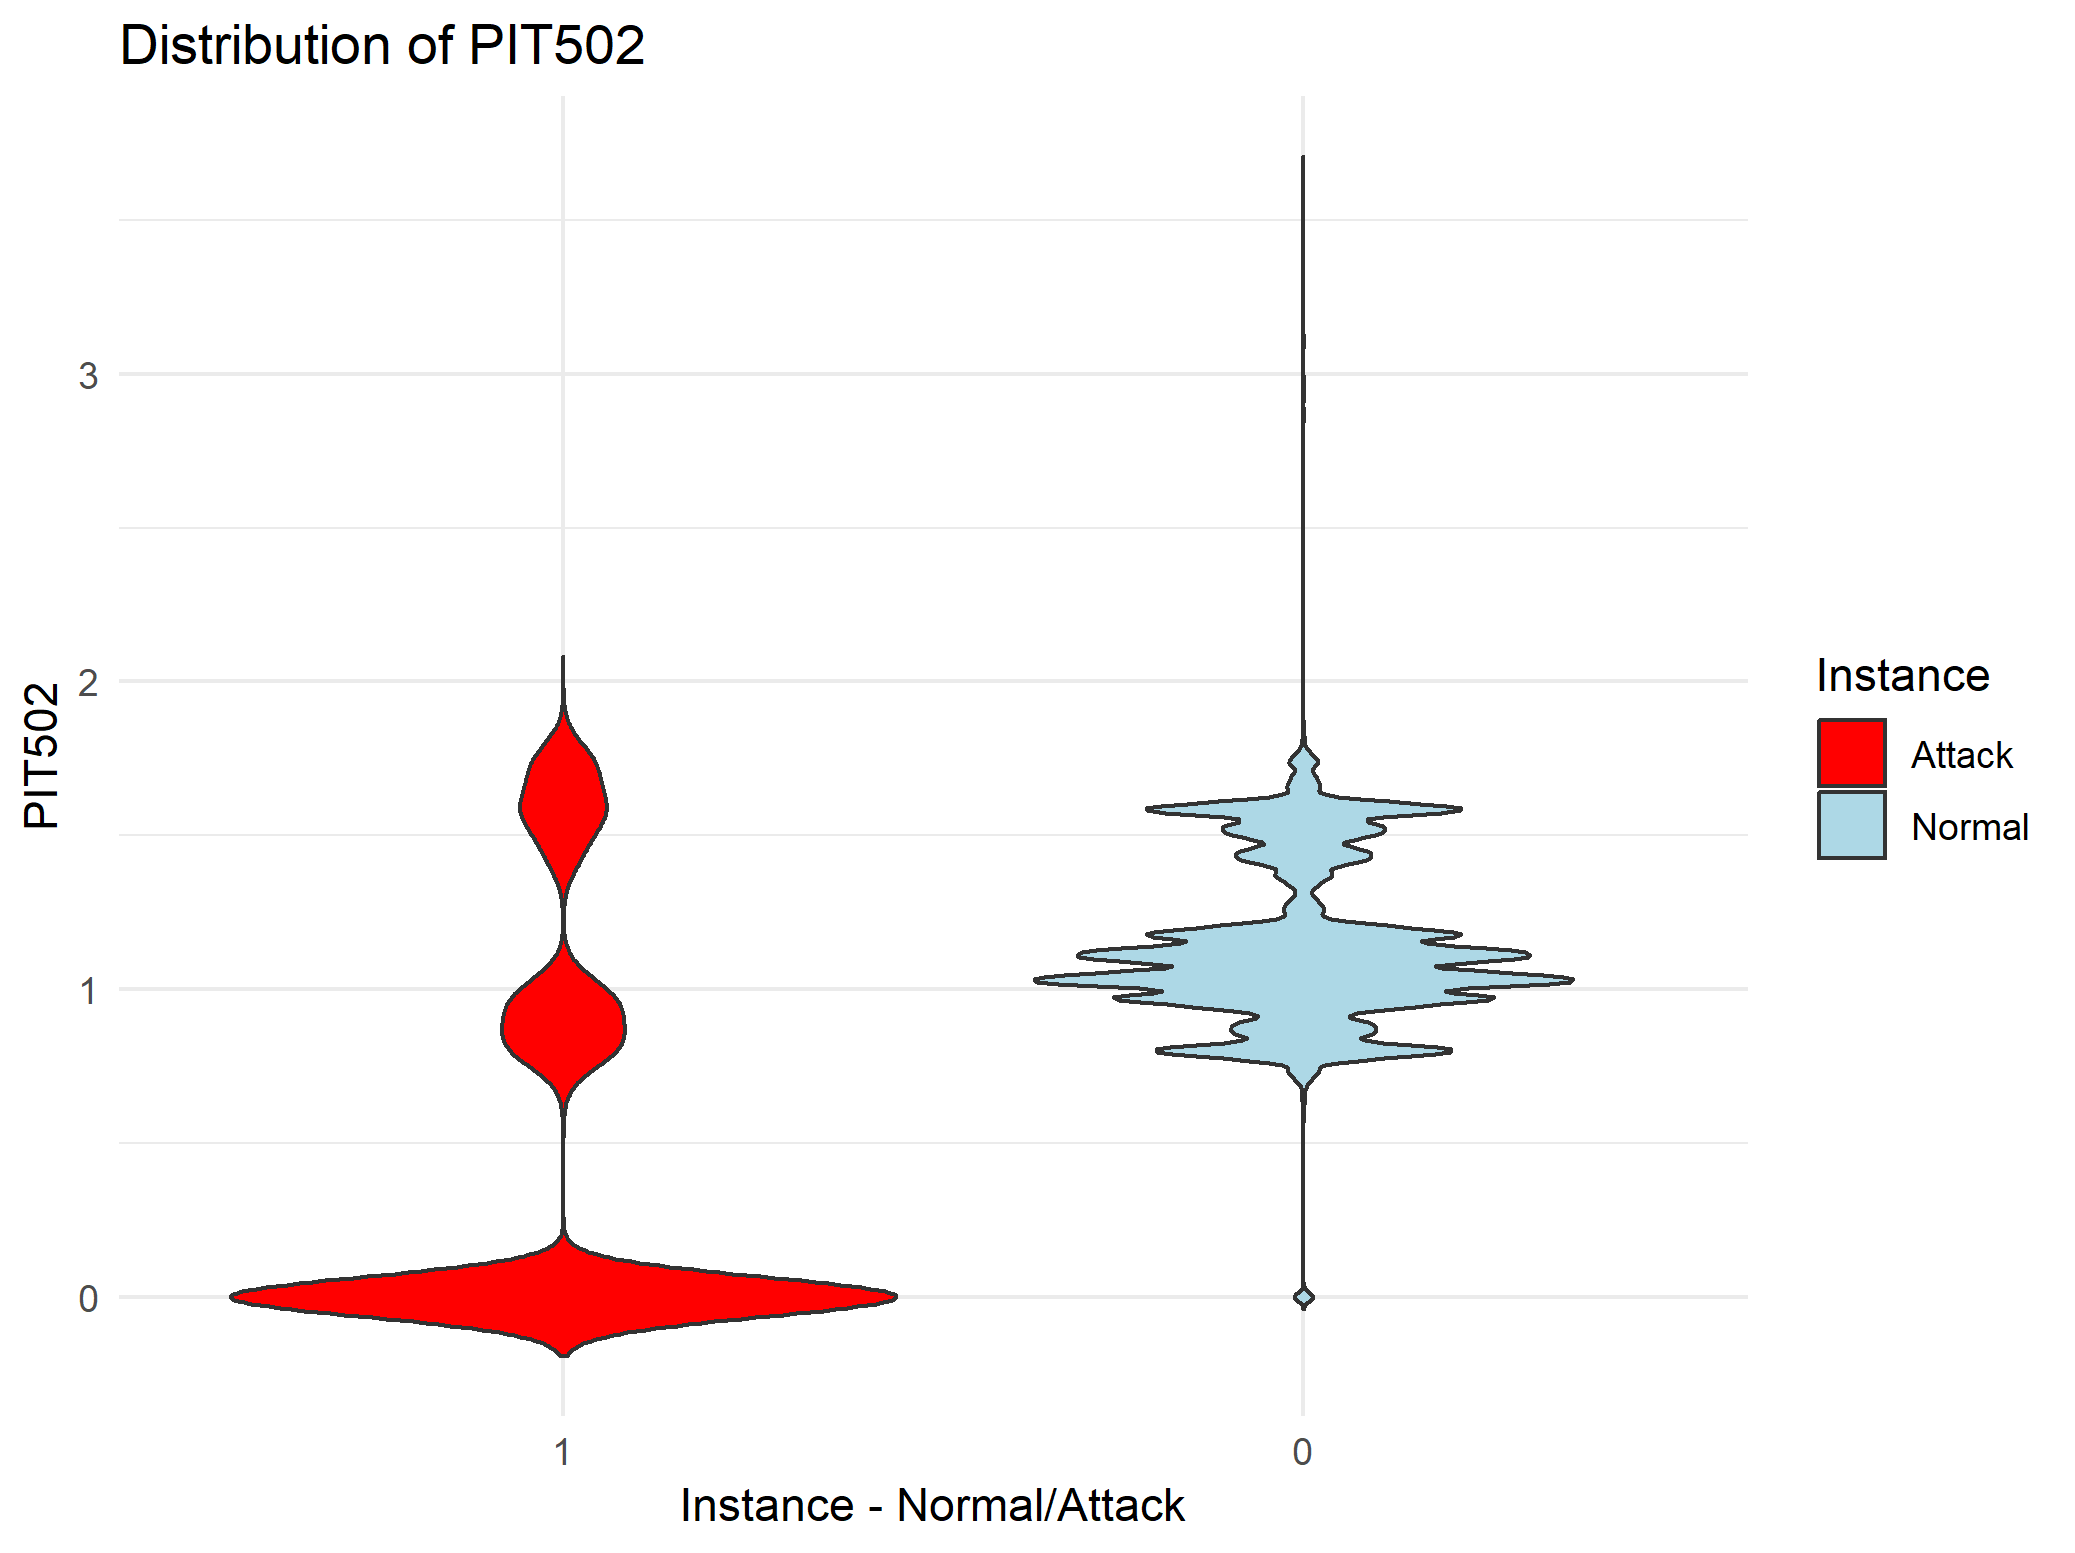 Distribution of PIT502
PIT502
3
2
1
0
1
0
Instance - Normal/Attack
Instance
Attack
Normal